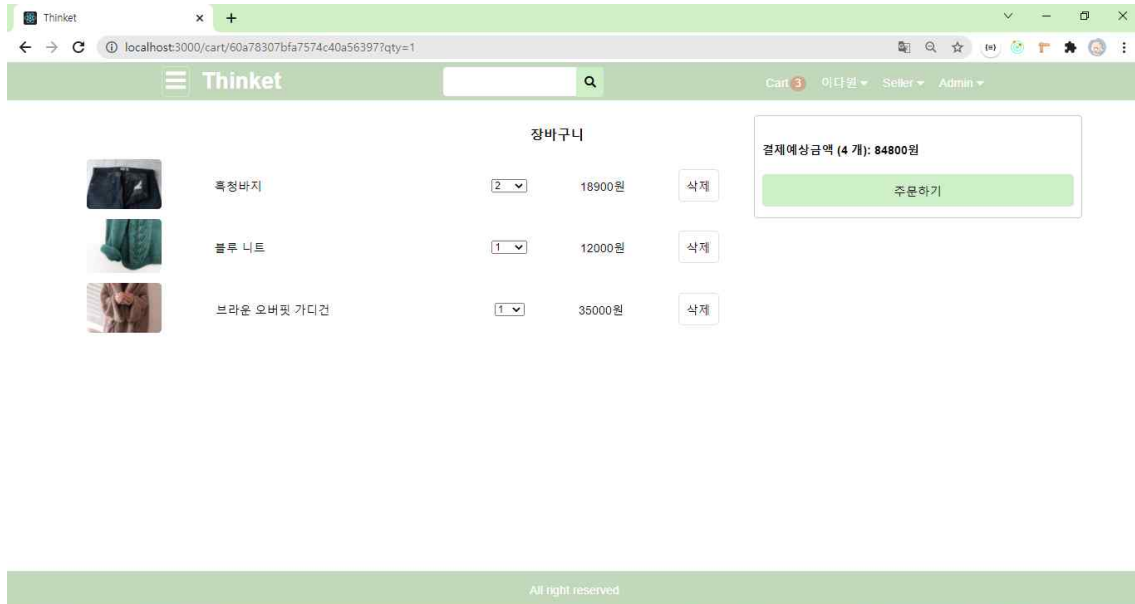 Thinket
localhost:3000/cart/60a78307bfa7574c40a56397?qty=1
Thinket
Cart 3 이다원 Seller Admin
장바구니
결제예상금액 (4 개): 84800원
주문하기
흑청바지 2 18900원 삭제
블루 니트 1 12000원 삭제
브라운 오버핏 가디건 1 35000원 삭제
All right reserved